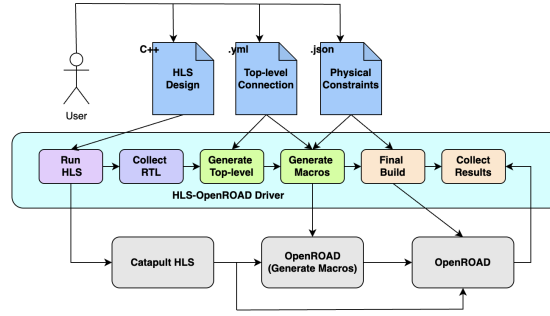 C++
.yml
.json
HLS
Design
Top-level
Connection
Physical
Constraints
User
Run
HLS
Collect
RTL
Generate
Top-level
Generate
Macros
Final
Build
Collect
Results
HLS-OpenROAD Driver
Catapult HLS
OpenROAD
(Generate Macros)
OpenROAD